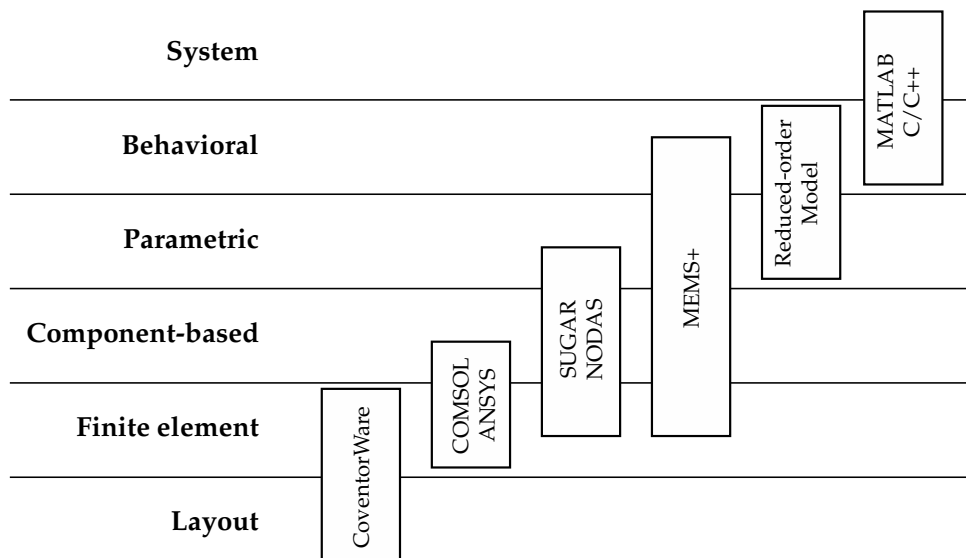 System
Behavioral
Parametric
Component-based
Finite element
Layout
CoventorWare
COMSOL
ANSYS
SUGAR
NODAS
MEMS+
Reduced-order
Model
MATLAB
C/C++